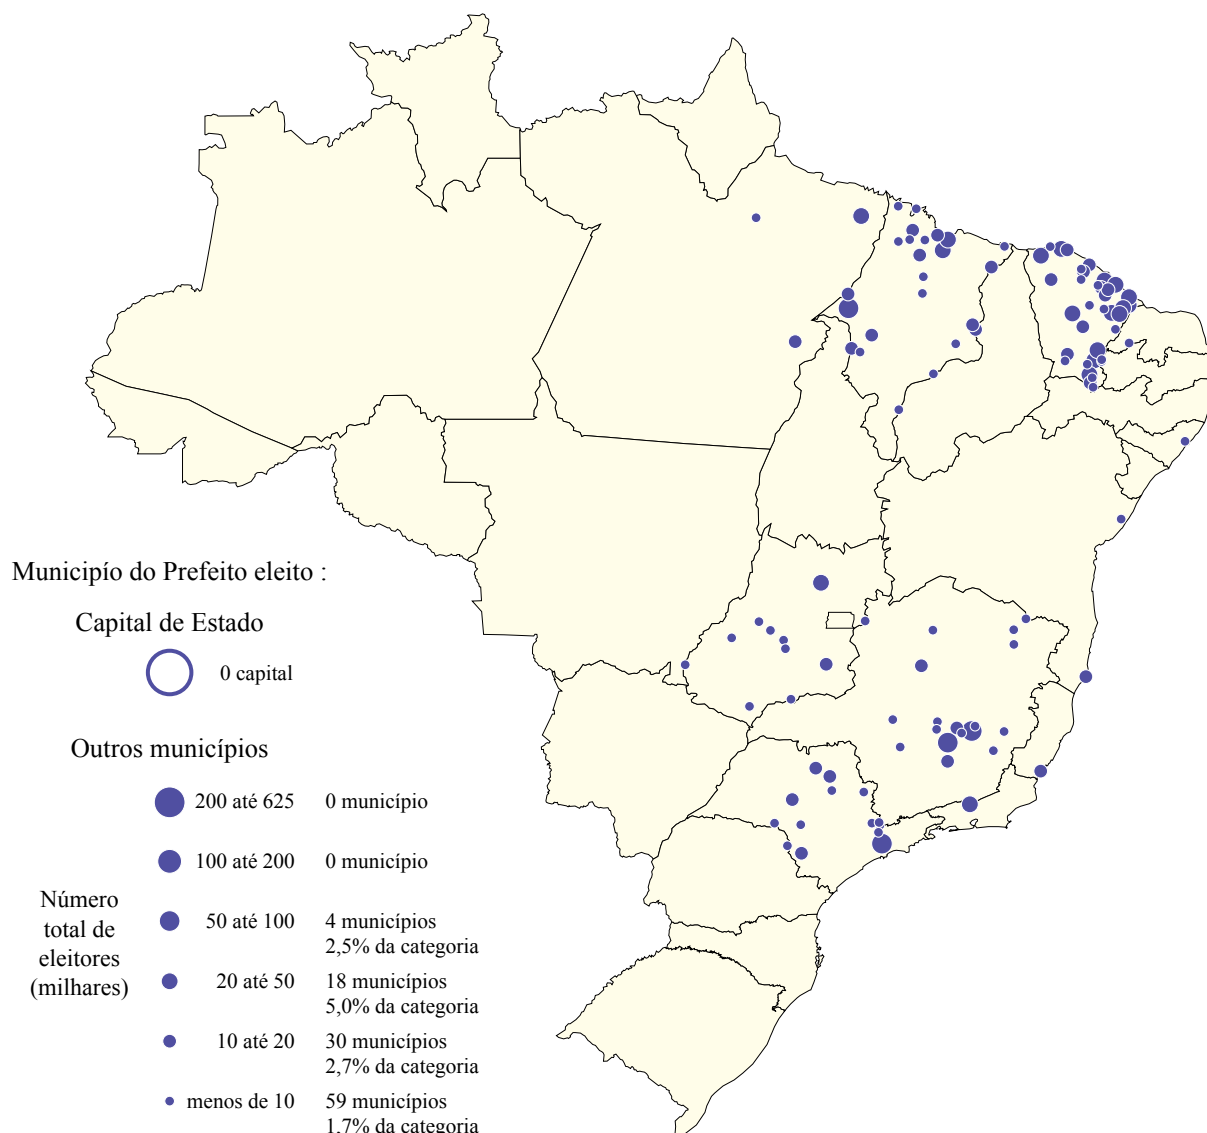 Municipío do Prefeito eleito :
Capital de Estado
0 capital
Outros municípios
200 até 625 0 município
100 até 200 0 município
50 até 100 4 municípios
2,5% da categoria
20 até 50 18 municípios
5,0% da categoria
10 até 20 30 municípios
2,7% da categoria
menos de 10 59 municípios
1,7% da categoria
Número
total de
eleitores
(milhares)